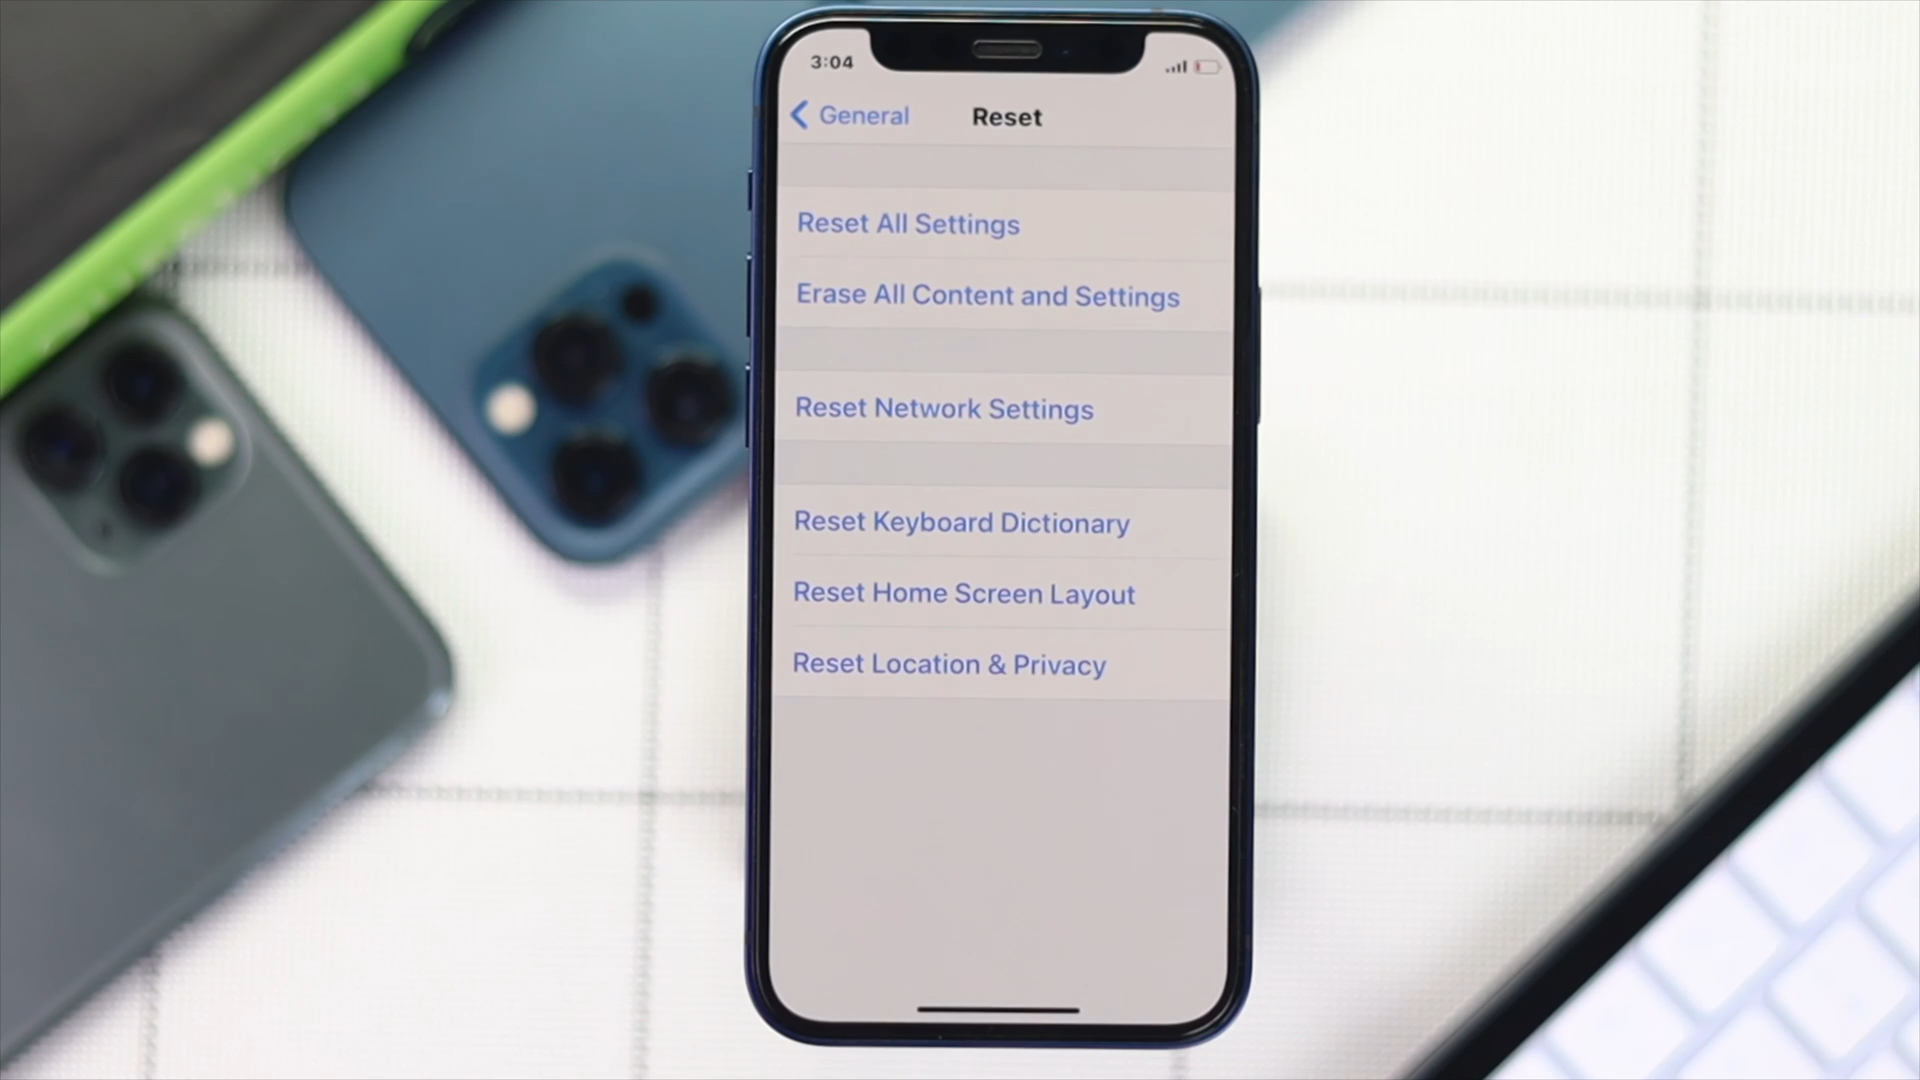 3:04
General
Reset
Reset All Settings
Erase All Content and Settings
Reset Network Settings
Reset Keyboard Dictionary
Reset Home Screen Layout
Reset Location & Privacy